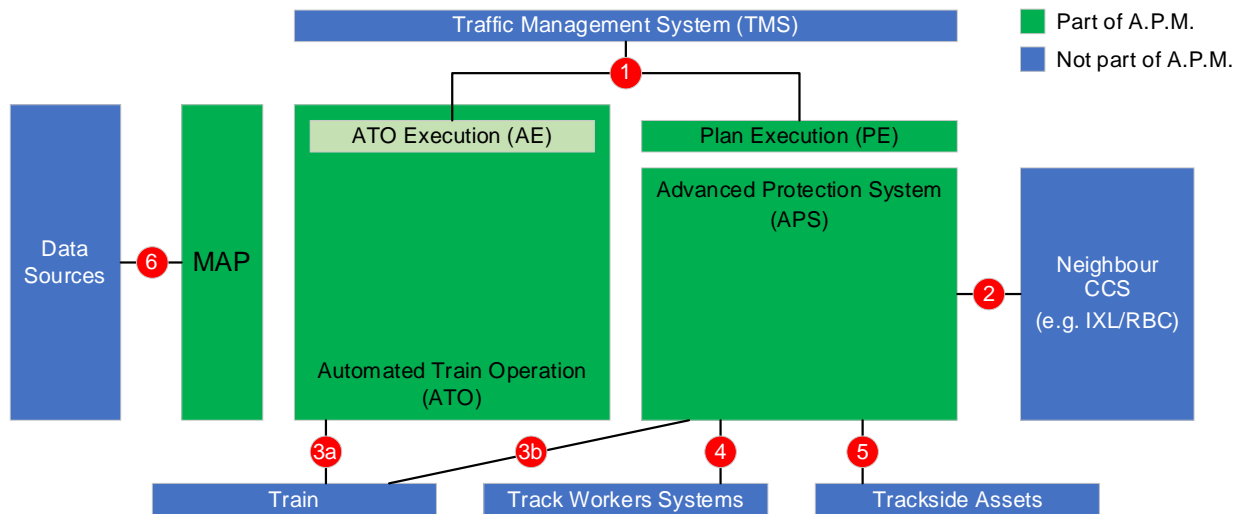 Traffic Management System (TMS)
Part of A.P.M.
Not part of A.P.M.
1
ATO Execution (AE)
Plan Execution (PE)
Advanced Protection System
(APS)
Data
Sources
6
MAP
2
Neighbour
CCS
(e.g. IXL/RBC)
Automated Train Operation
(ATO)
3a
3b
4
5
Train
Track Workers Systems
Trackside Assets